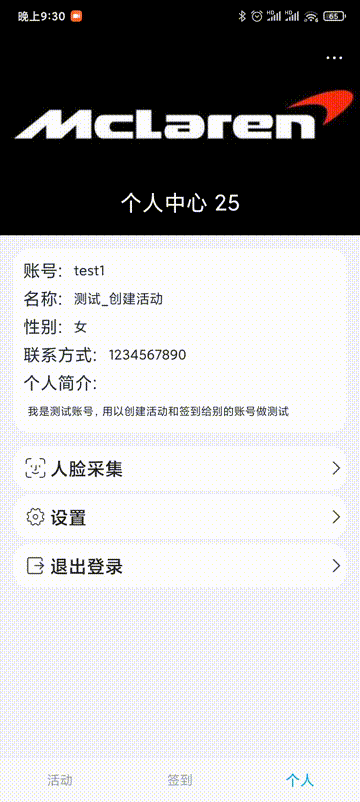 晚上9:30
HD HD 65
McLaren
个人中心 25
账号: test1
名称: 测试_创建活动
性别: 女
联系方式: 1234567890
个人简介:
我是测试账号, 用以创建活动和签到给别的账号做测试
人脸采集
设置
退出登录
活动 签到 个人